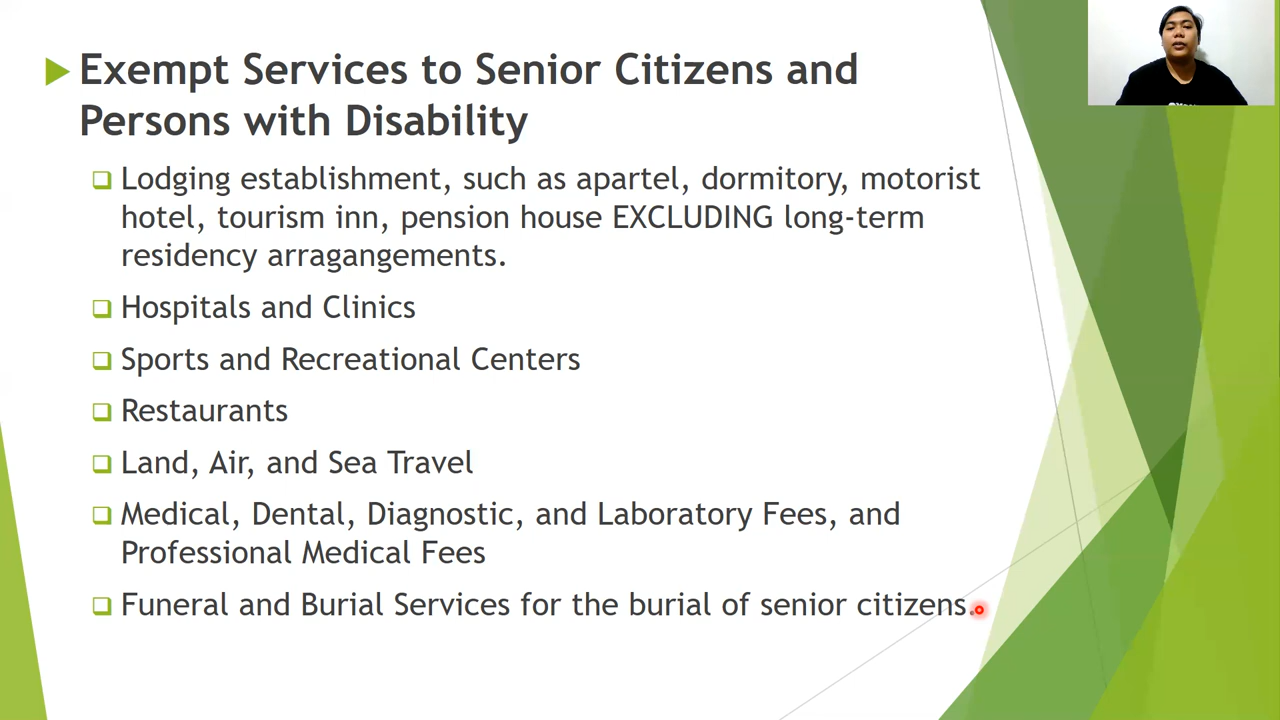 Exempt Services to Senior Citizens and
Persons with Disability
Lodging establishment, such as apartel, dormitory, motorist
hotel, tourism inn, pension house EXCLUDING long-term
residency arragangements.
Hospitals and Clinics
Sports and Recreational Centers
Restaurants
Land, Air, and Sea Travel
Medical, Dental, Diagnostic, and Laboratory Fees, and
Professional Medical Fees
Funeral and Burial Services for the burial of senior citizens.